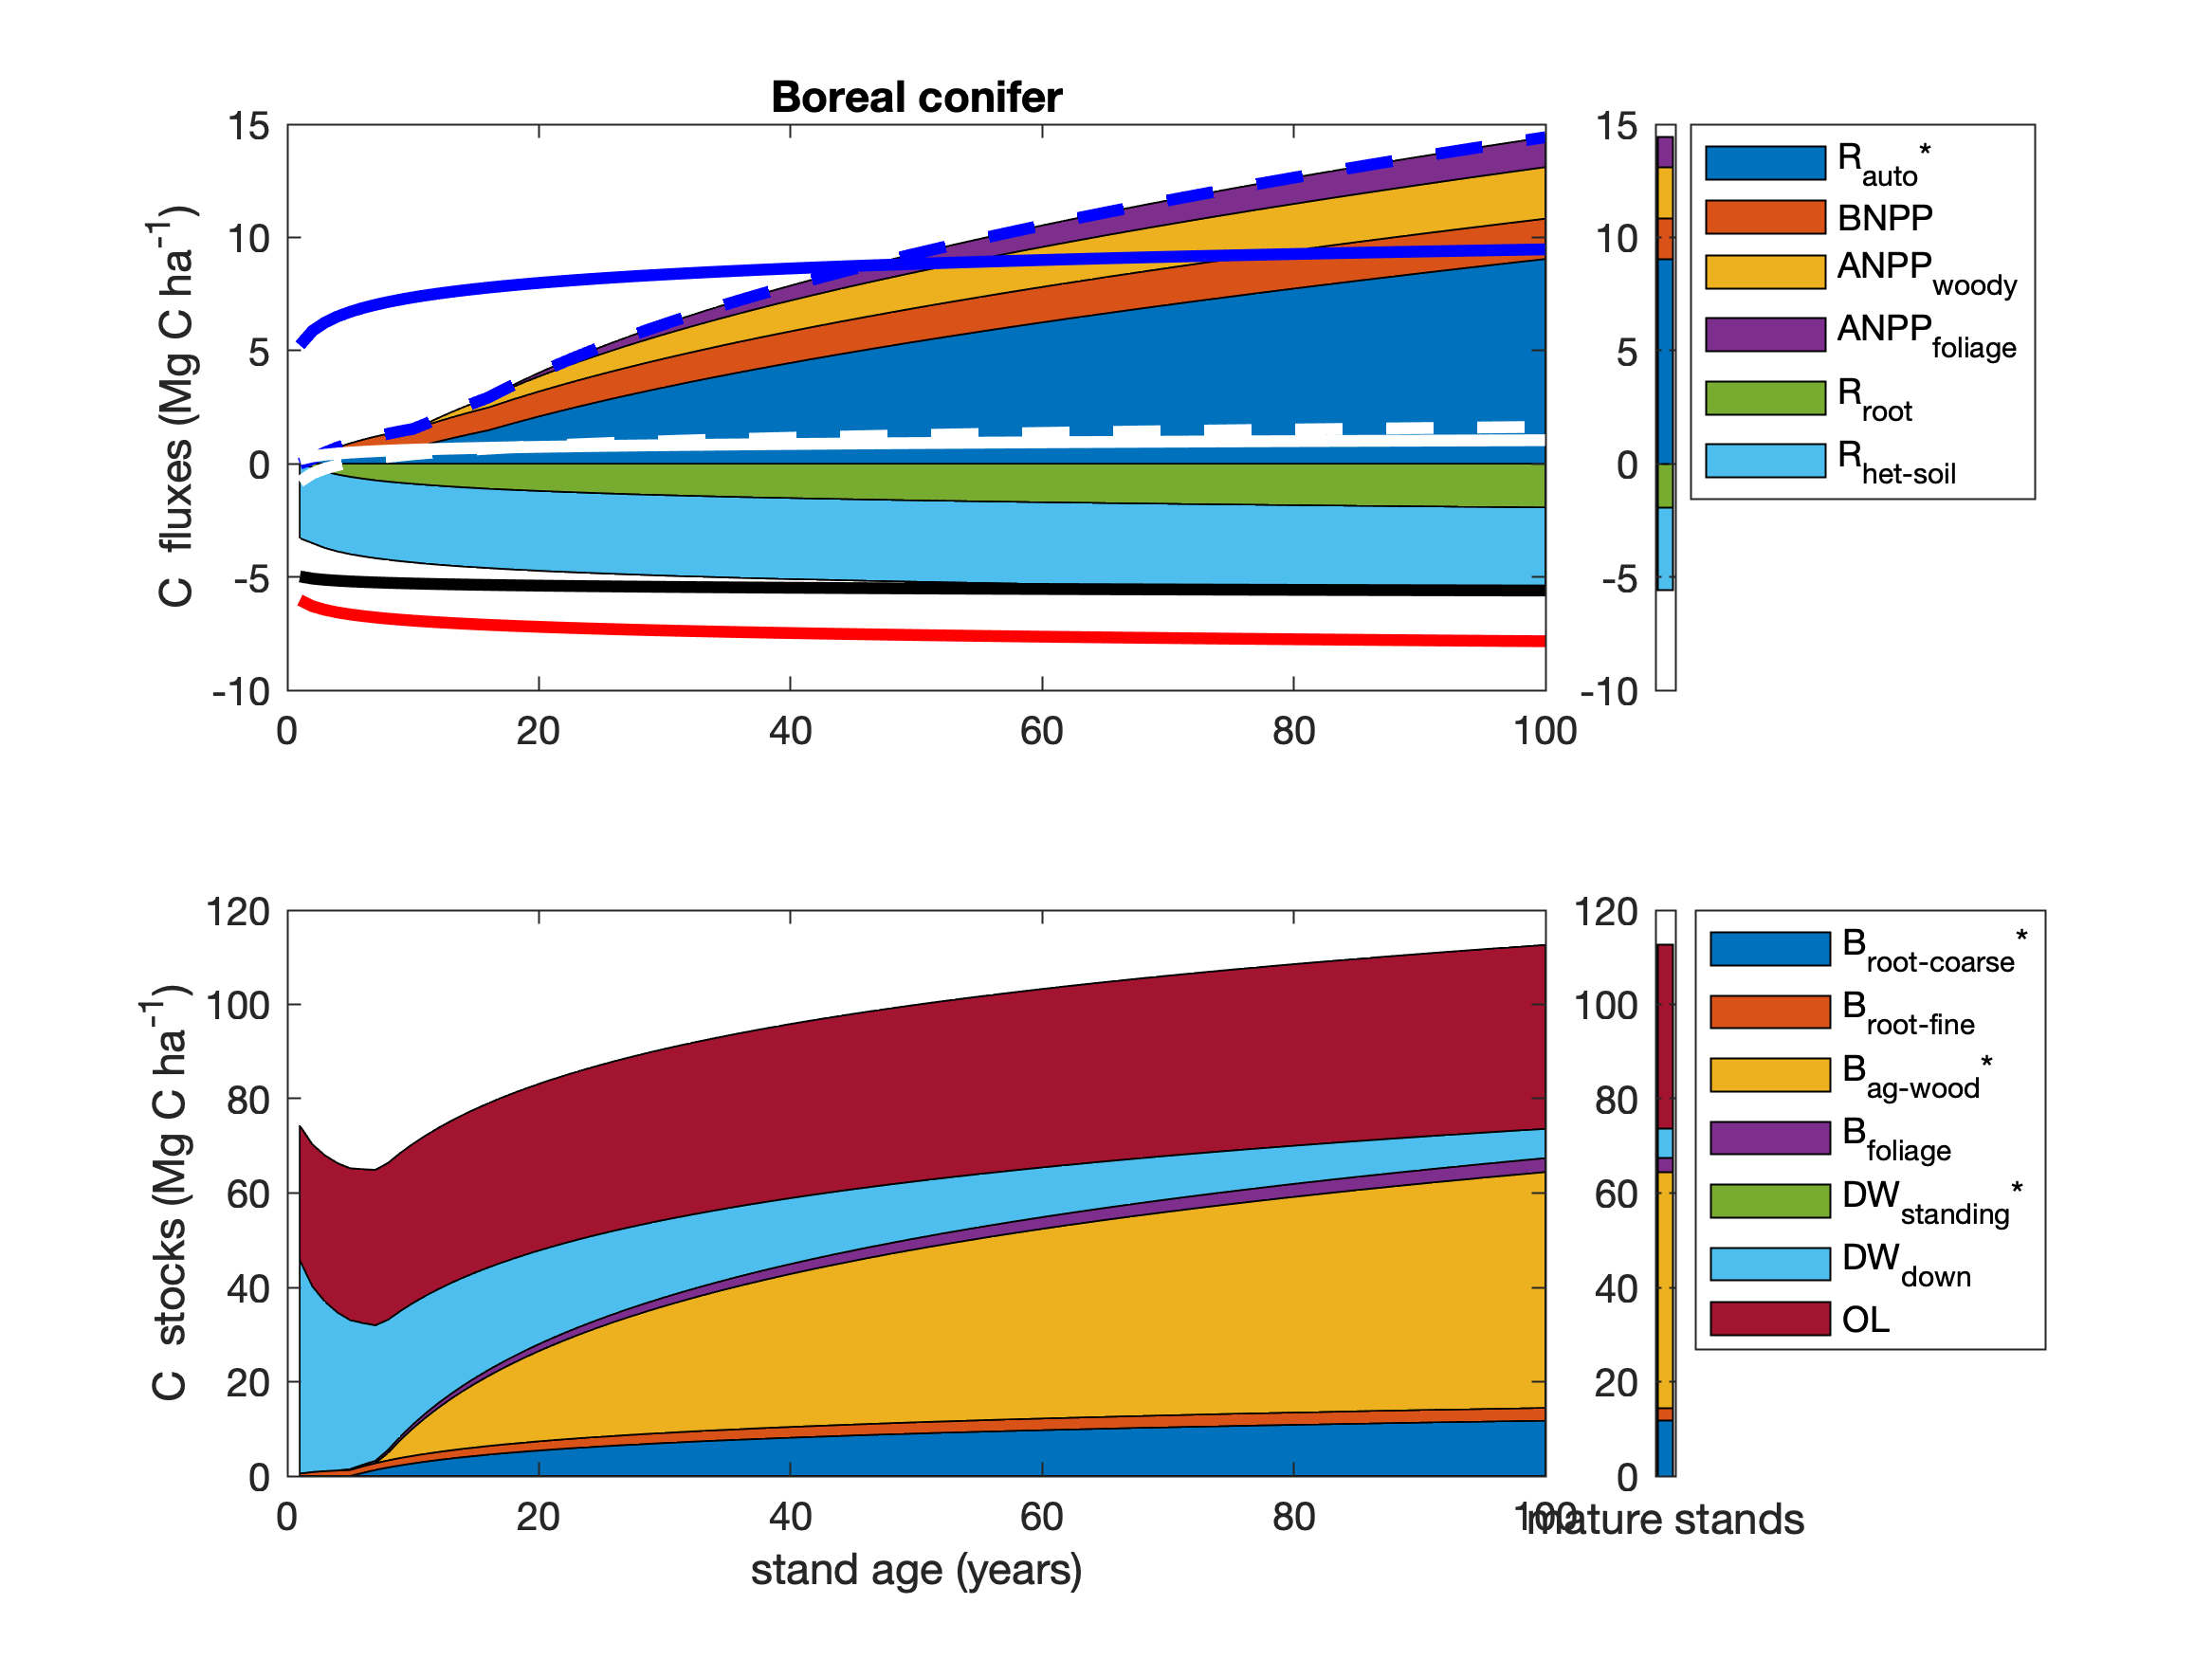 Boreal conifer
15
10
5
0
-5
-10
C fluxes (Mg C ha-1)
0 20 40 60 80 100
15
10
5
0
-5
-10
Rauto*
BNPP
ANPPwoody
ANPPfoliage
Rroot
Rhet-soil
120
100
80
60
40
20
0
C stocks (Mg C ha-1)
0 20 40 60 80 100
stand age (years)
120
100
80
60
40
20
0
mature stands
Broot-coarse*
Broot-fine
Bag-wood*
Bfoliage
DWstanding*
DWdown
OL